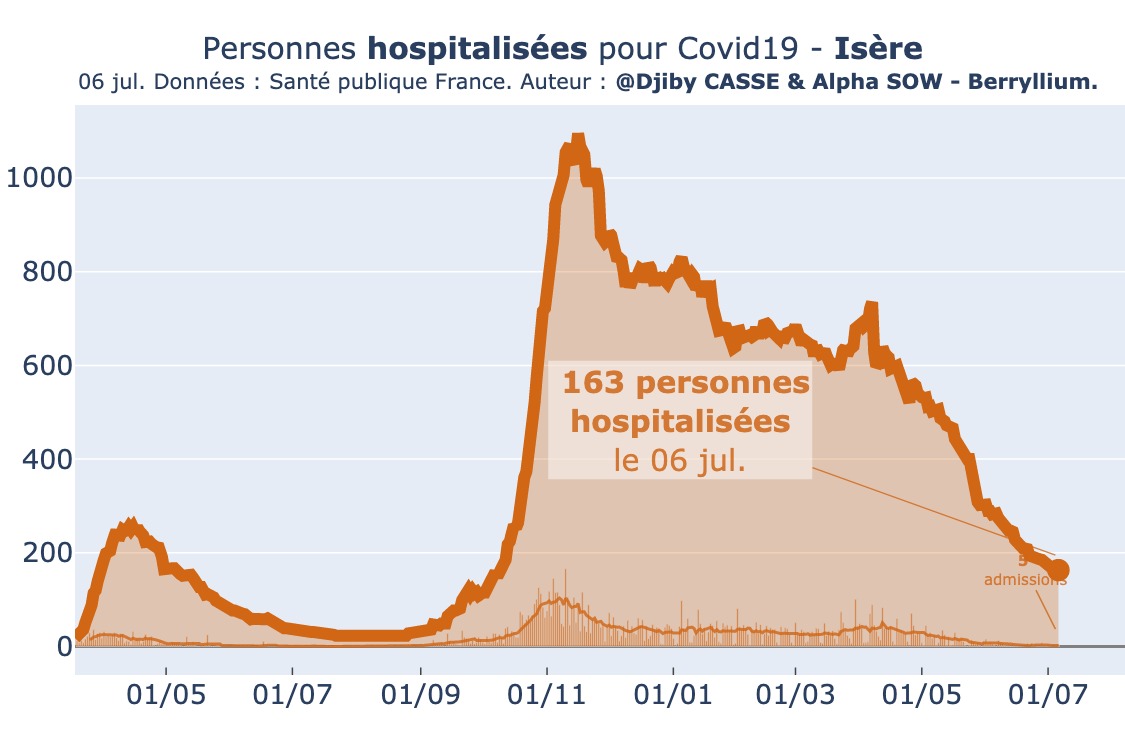 Personnes hospitalisées pour Covid19 - Isère
06 jul. Données : Santé publique France. Auteur : @Djiby CASSE & Alpha SOW - Berryllium.
1000
800
600
400
200
0
163 personnes
hospitalisées
le 06 jul.
5
admissions
01/05 01/07 01/09 01/11 01/01 01/03 01/05 01/07